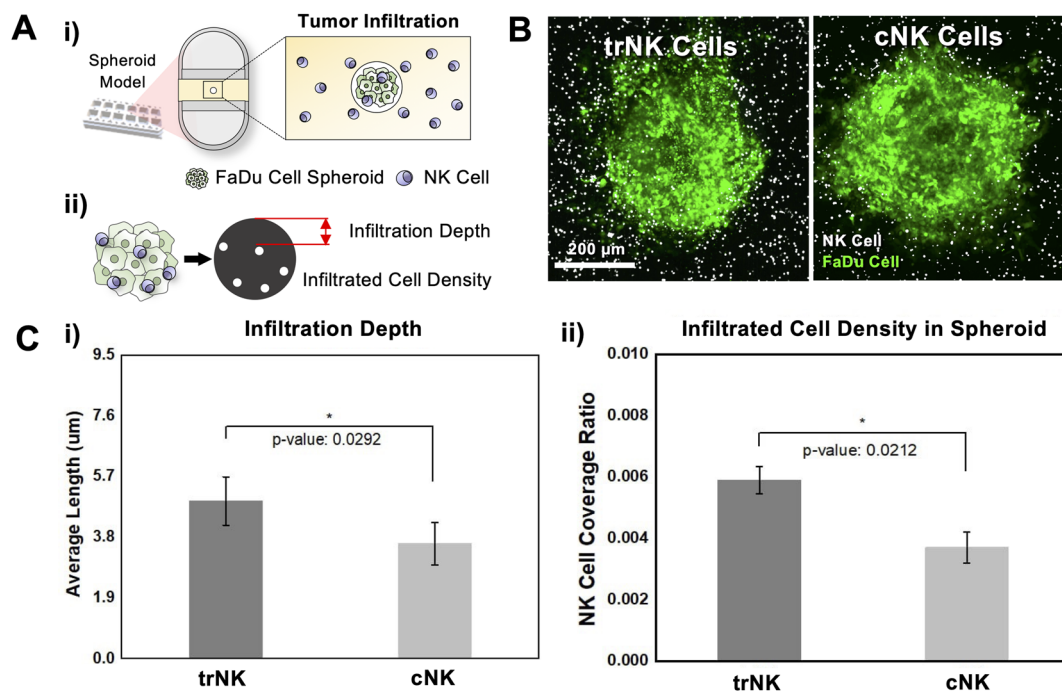 A
i)
Tumor Infiltration
Spheroid
Model
FaDu Cell Spheroid
NK Cell
ii)
Infiltration Depth
Infiltrated Cell Density
B
trNK Cells
cNK Cells
200 μm
NK Cell
FaDu Cell
C
i)
Infiltration Depth
Average Length (um)
9.5
7.6
5.7
3.8
1.9
0.0
*
p-value: 0.0292
trNK
cNK
ii)
Infiltrated Cell Density in Spheroid
NK Cell Coverage Ratio
0.010
0.008
0.006
0.004
0.002
0.000
*
p-value: 0.0212
trNK
cNK